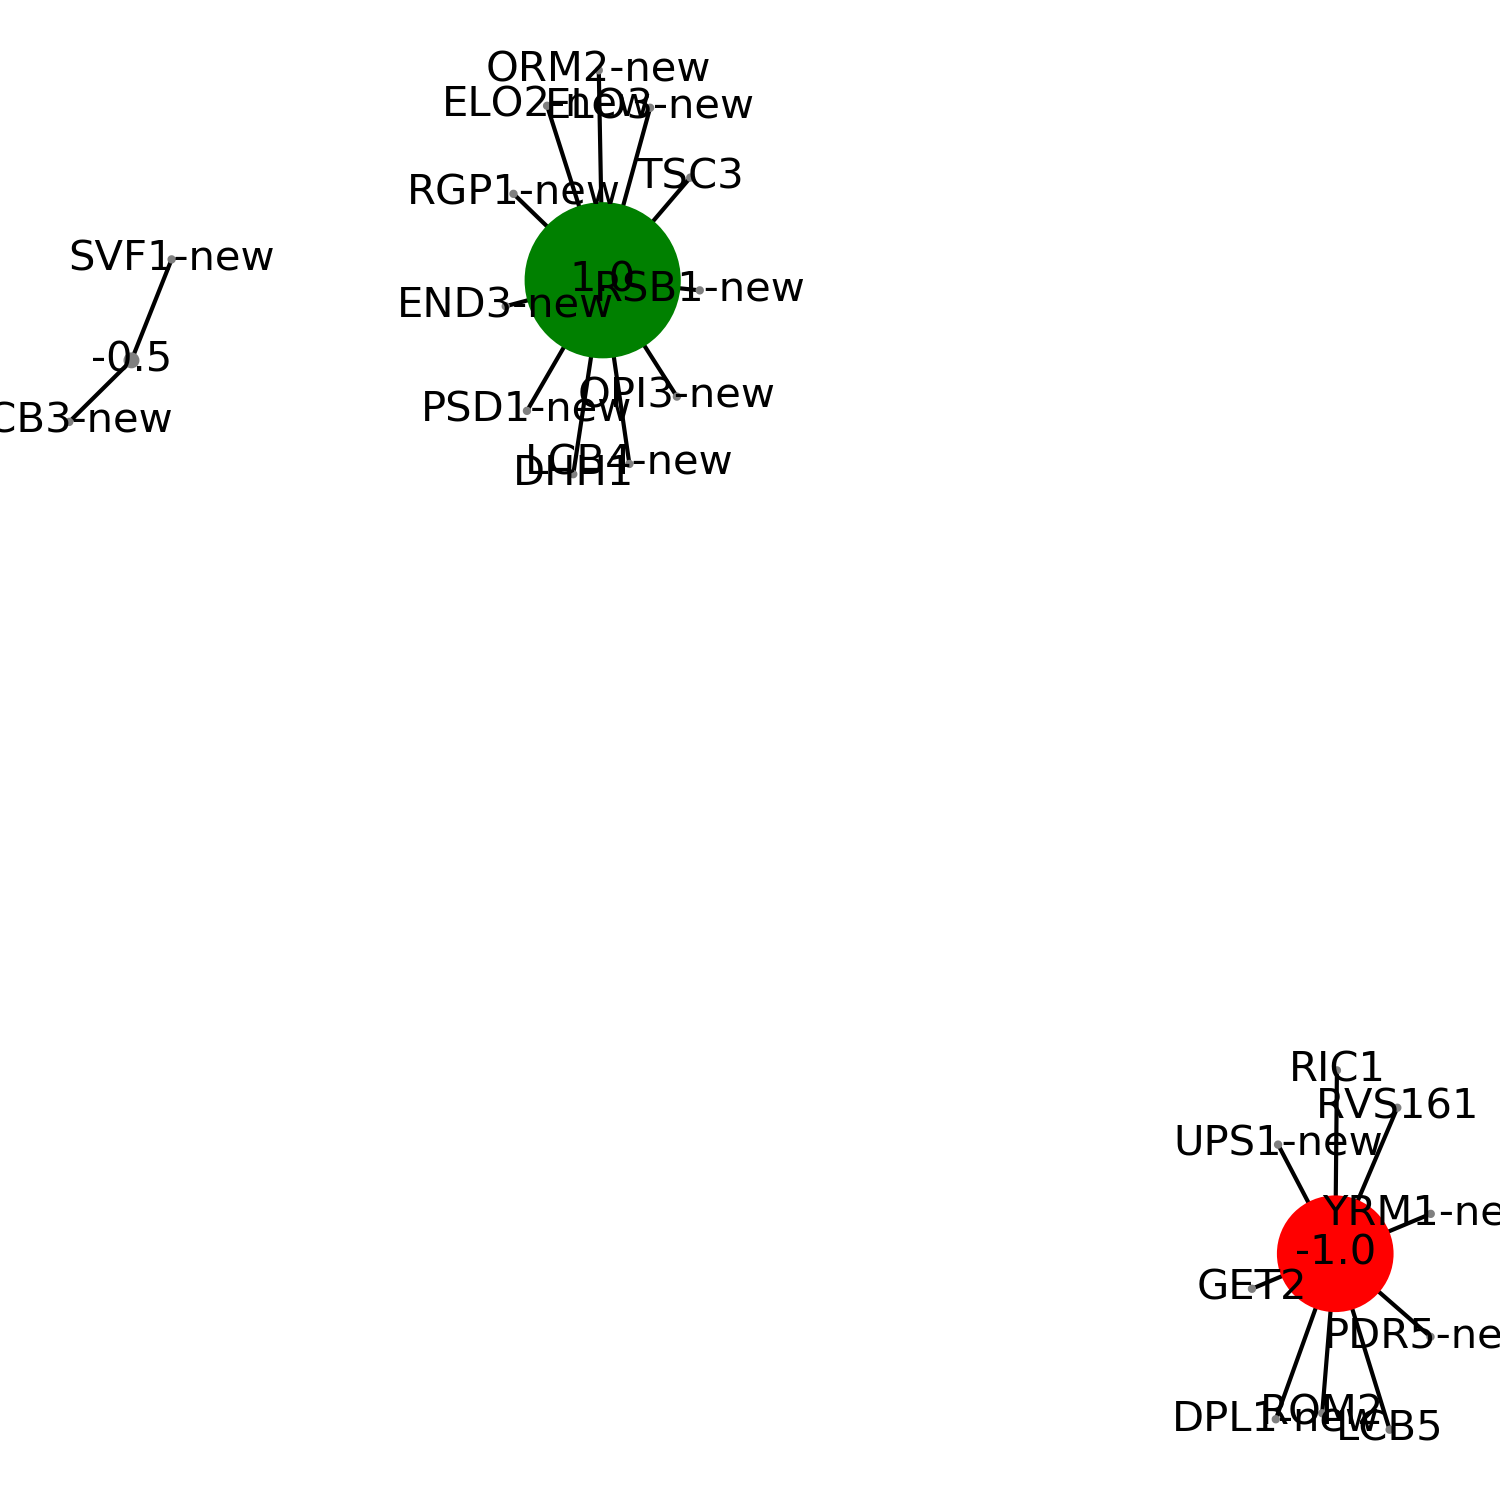 ORM2-new
ELO2-new
ELO3-new
TSC3
RGP1-new
SVF1-new
1.0
RSB1-new
END3-new
-0.5
CB3-new
OPI3-new
PSD1-new
LCB4-new
DHH1
RIC1
RVS161
UPS1-new
YRM1-ne
-1.0
GET2
PDR5-ne
ROM2
DPL1-new
LCB5